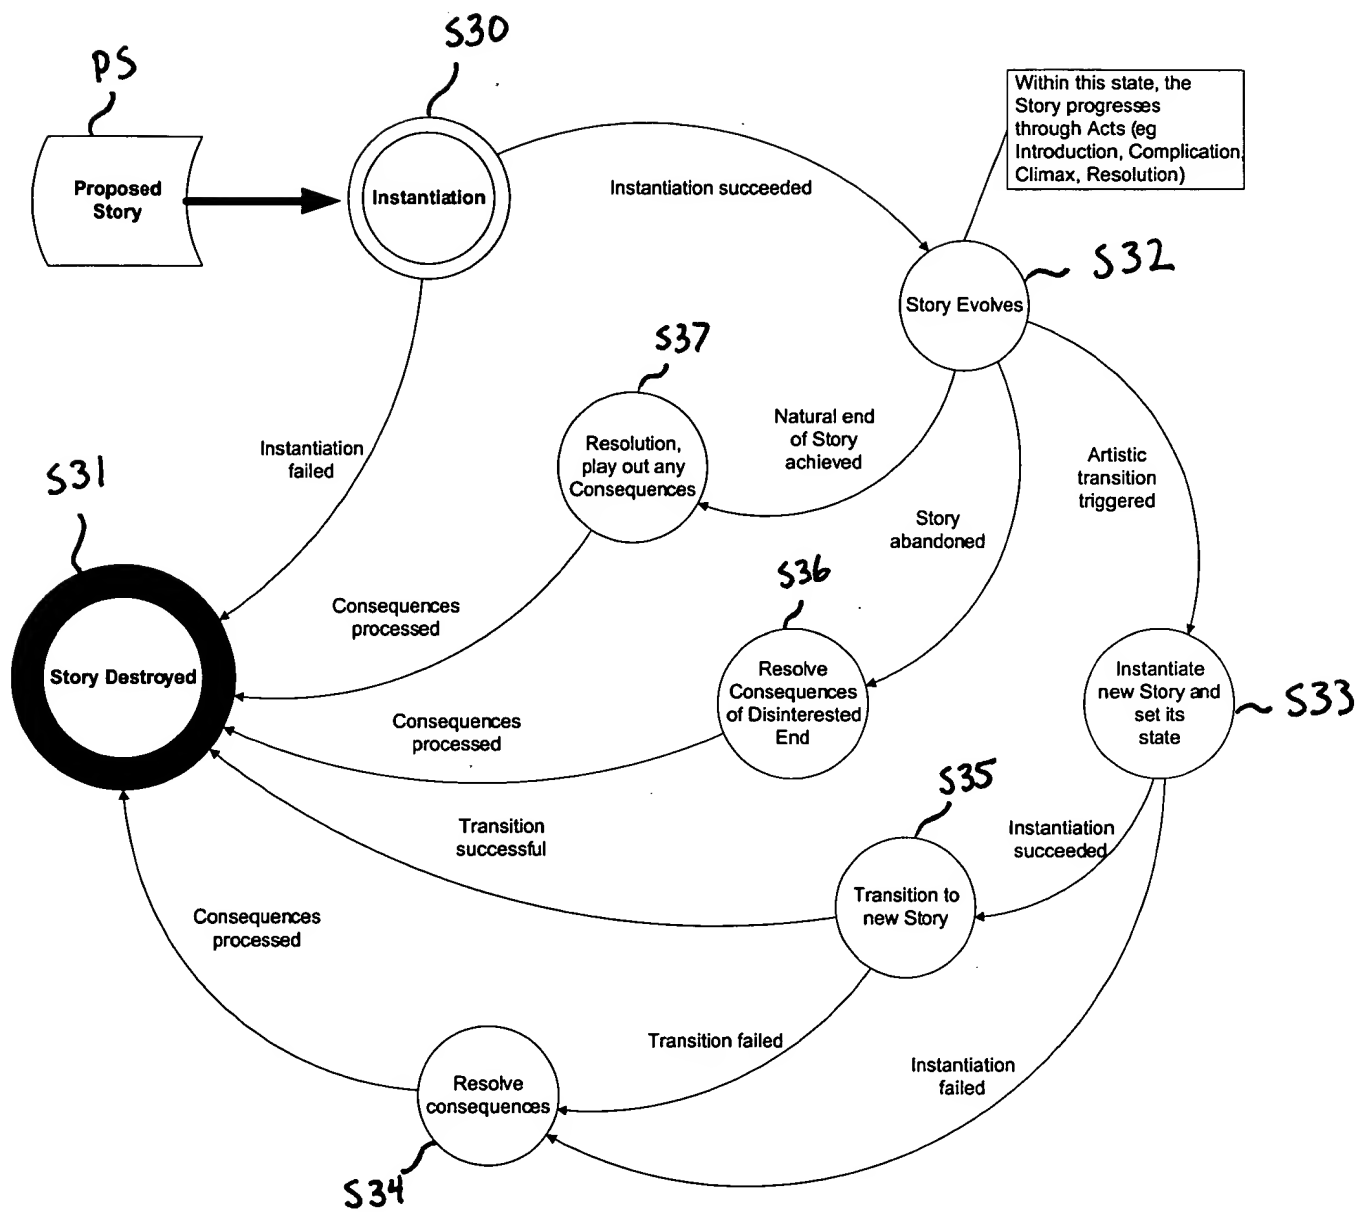 S30
PS
Within this state, the
Story progresses
through Acts (eg
Introduction, Complication,
Climax, Resolution)
Proposed
Story
Instantiation
Instantiation succeeded
S32
Story Evolves
S37
Natural end
of Story
achieved
Resolution,
play out any
Consequences
Instantiation
failed
Artistic
transition
triggered
S31
Story
abandoned
S36
Consequences
processed
Story Destroyed
Resolve
Consequences
of Disinterested
End
Instantiate
new Story and
set its
state
S33
Consequences
processed
S35
Transition
successful
Instantiation
succeeded
Transition to
new Story
Consequences
processed
Transition failed
Instantiation
failed
Resolve
consequences
S34